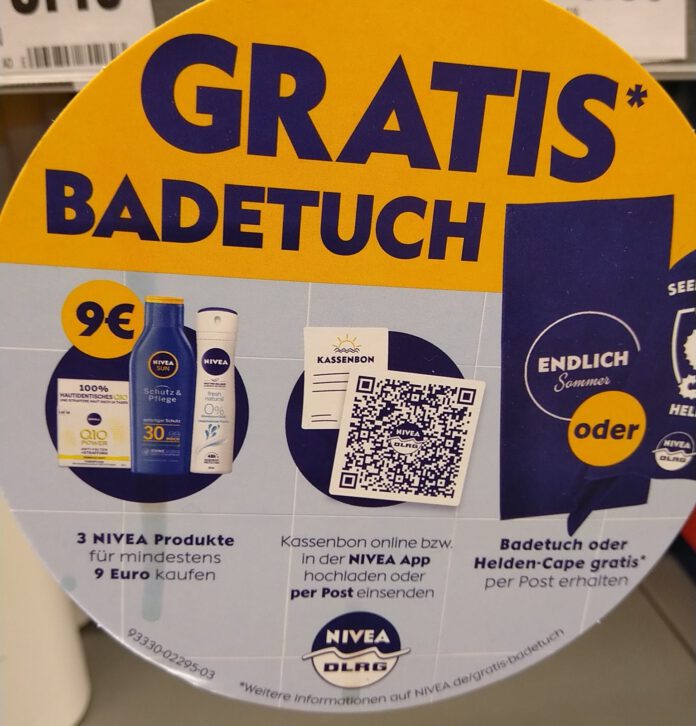 GRATIS*
BADETUCH
9€
NIVEA
SUN
Schutz &
Pflege
30
NIVEA
fresh
natural
0%
100%
HAUTIDENTISCHES Q10
Q10
POWER
KASSENBON
NIVEA
DLRG
ENDLICH
Sommer
oder
NIVEA
DLRG
3 NIVEA Produkte
für mindestens
9 Euro kaufen
Kassenbon online bzw.
in der NIVEA App
hochladen oder
per Post einsenden
Badetuch oder
Helden-Cape gratis*
per Post erhalten
NIVEA
DLRG
93330-02295-03
*Weitere Informationen auf NIVEA.de/gratis-badetuch